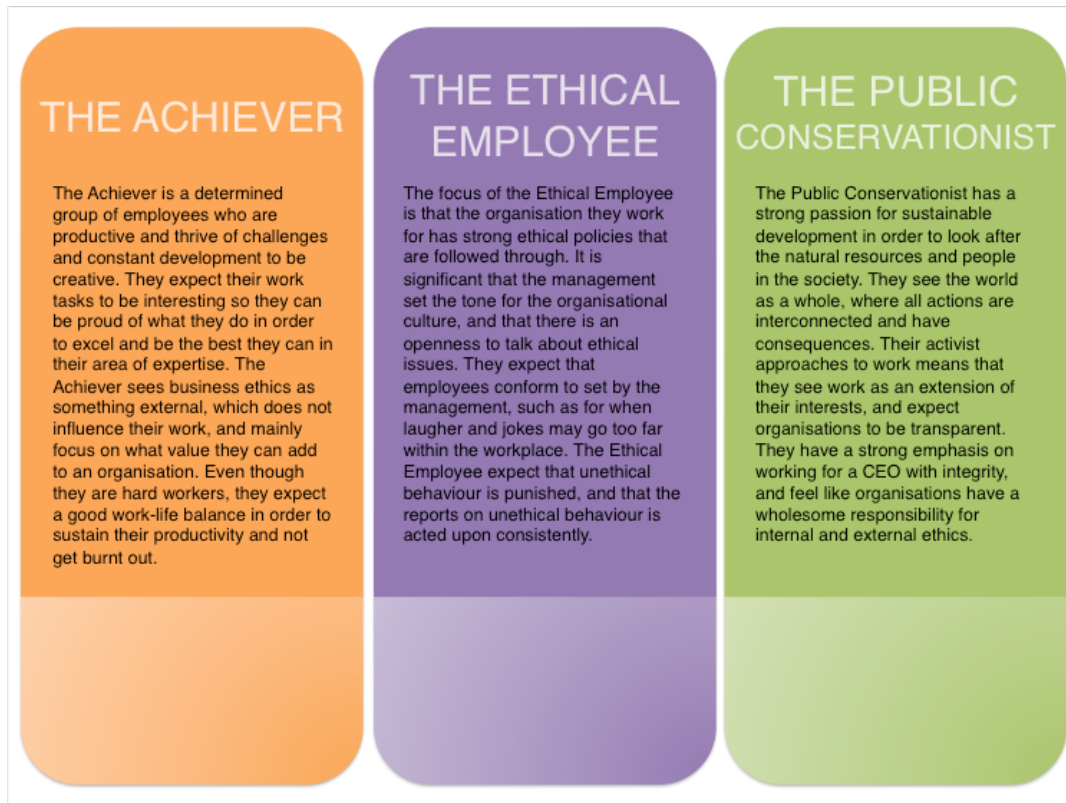 THE ACHIEVER
The Achiever is a determined
group of employees who are
productive and thrive of challenges
and constant development to be
creative. They expect their work
tasks to be interesting so they can
be proud of what they do in order
to excel and be the best they can in
their area of expertise. The
Achiever sees business ethics as
something external, which does not
influence their work, and mainly
focus on what value they can add
to an organisation. Even though
they are hard workers, they expect
a good work-life balance in order to
sustain their productivity and not
get burnt out.
THE ETHICAL
EMPLOYEE
The focus of the Ethical Employee
is that the organisation they work
for has strong ethical policies that
are followed through. It is
significant that the management
set the tone for the organisational
culture, and that there is an
openness to talk about ethical
issues. They expect that
employees conform to set by the
management, such as for when
laugher and jokes may go too far
within the workplace. The Ethical
Employee expect that unethical
behaviour is punished, and that the
reports on unethical behaviour is
acted upon consistently.
THE PUBLIC
CONSERVATIONIST
The Public Conservationist has a
strong passion for sustainable
development in order to look after
the natural resources and people
in the society. They see the world
as a whole, where all actions are
interconnected and have
consequences. Their activist
approaches to work means that
they see work as an extension of
their interests, and expect
organisations to be transparent.
They have a strong emphasis on
working for a CEO with integrity,
and feel like organisations have a
wholesome responsibility for
internal and external ethics.